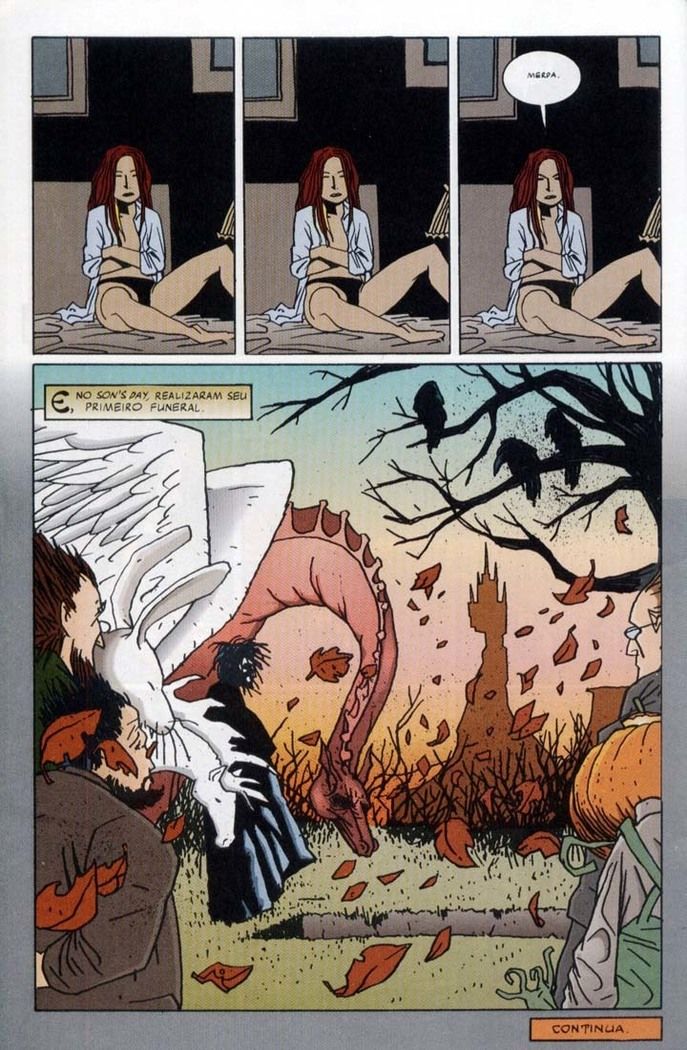 MERDA.
E, NO SON'S DAY, REALIZARAM SEU
PRIMEIRO FUNERAL.
CONTINUA.